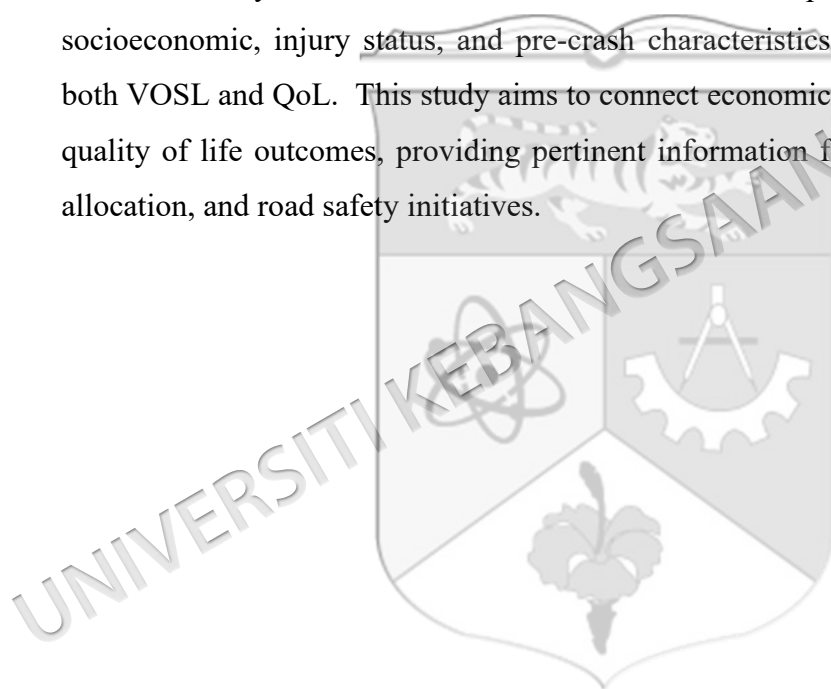 socioeconomic, injury status, and pre-crash characteristics
both VOSL and QoL. This study aims to connect economic
quality of life outcomes, providing pertinent information f
allocation, and road safety initiatives.
UNIVERSITI KEBANGSAAN